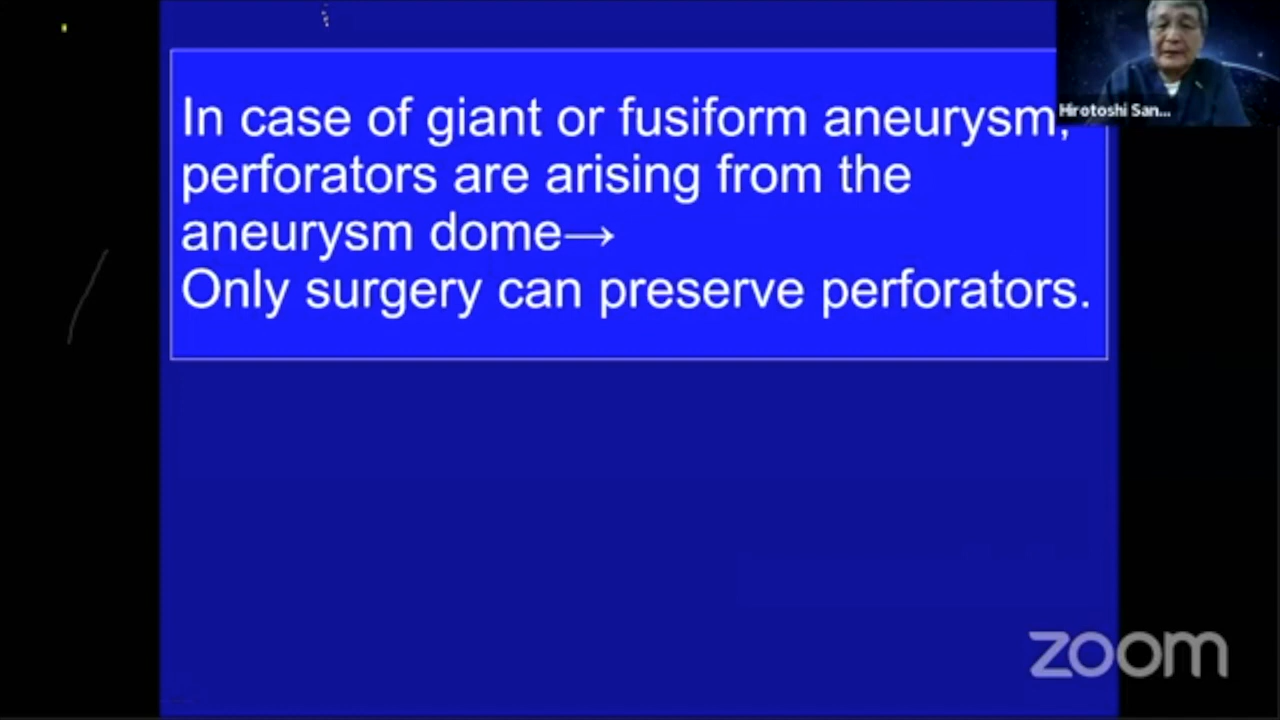 In case of giant or fusiform aneurysm,
perforators are arising from the
aneurysm dome→
Only surgery can preserve perforators.
Hirotoshi San...
zoom